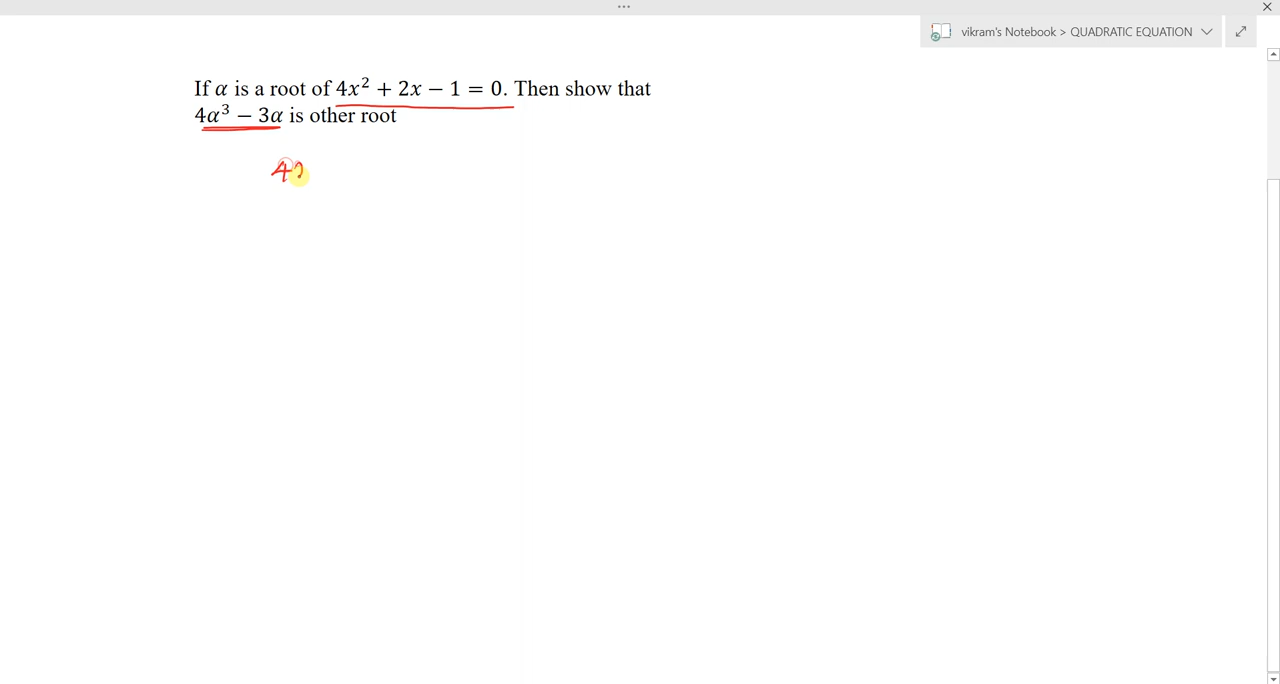 vikram's Notebook > QUADRATIC EQUATION
If α is a root of 4x² + 2x − 1 = 0. Then show that
4α³ − 3α is other root
4